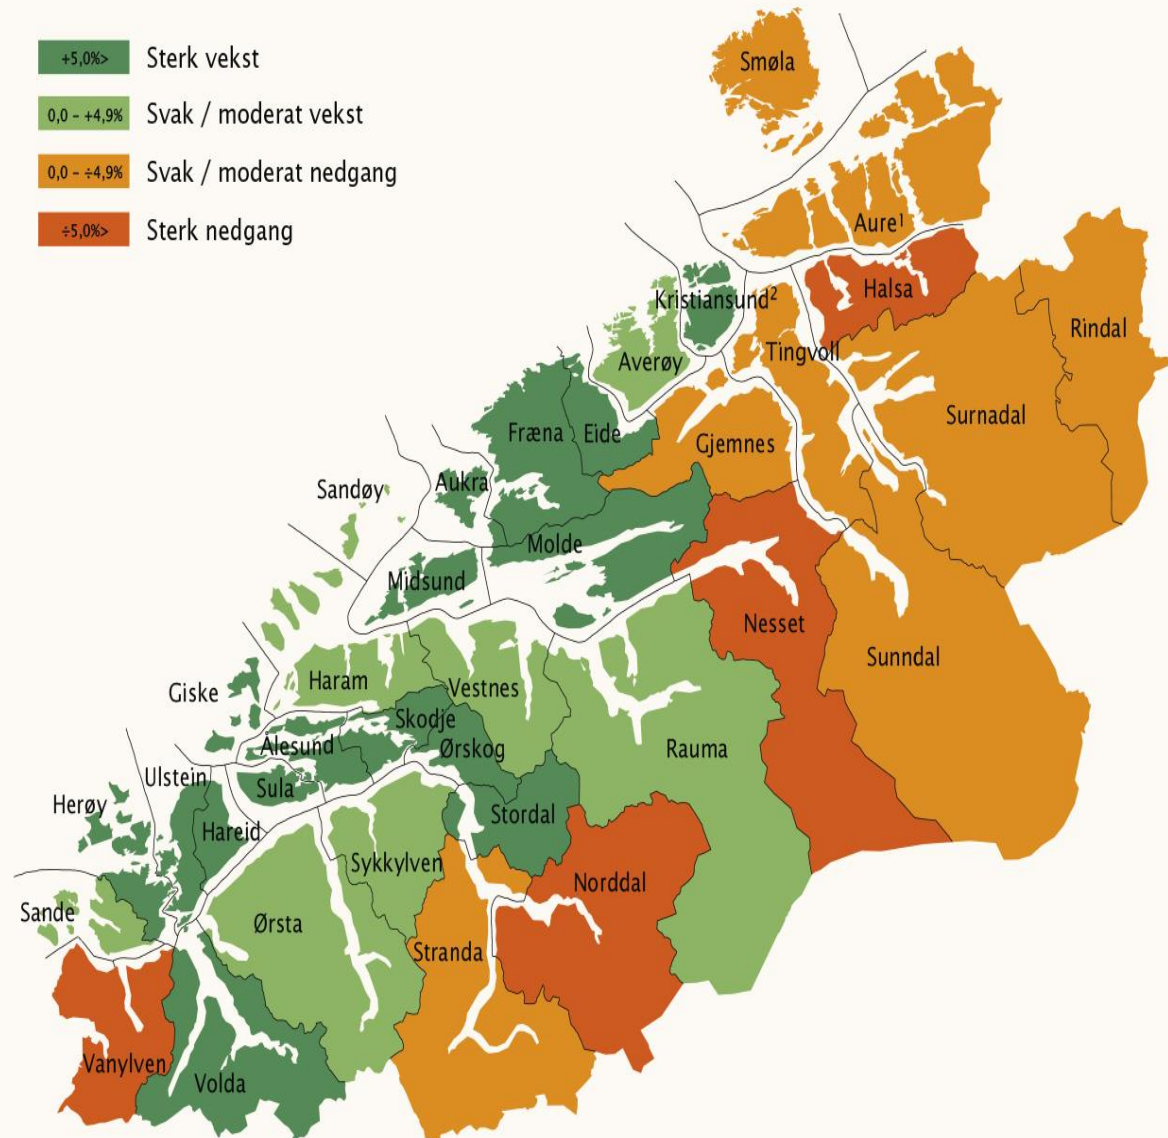 +5,0%> Sterk vekst
0,0 – +4,9% Svak / moderat vekst
0,0 – ÷4,9% Svak / moderat nedgang
÷5,0%> Sterk nedgang
Smøla
Aure¹
Halsa
Kristiansund²
Rindal
Tingvoll
Averøy
Surnadal
Fræna
Eide
Gjemnes
Aukra
Sandøy
Molde
Midsund
Nesset
Sunndal
Haram
Vestnes
Giske
Skodje
Ålesund
Ørskog
Rauma
Ulstein
Sula
Herøy
Stordal
Hareid
Sykkylven
Norddal
Sande
Ørsta
Stranda
Vanylven
Volda